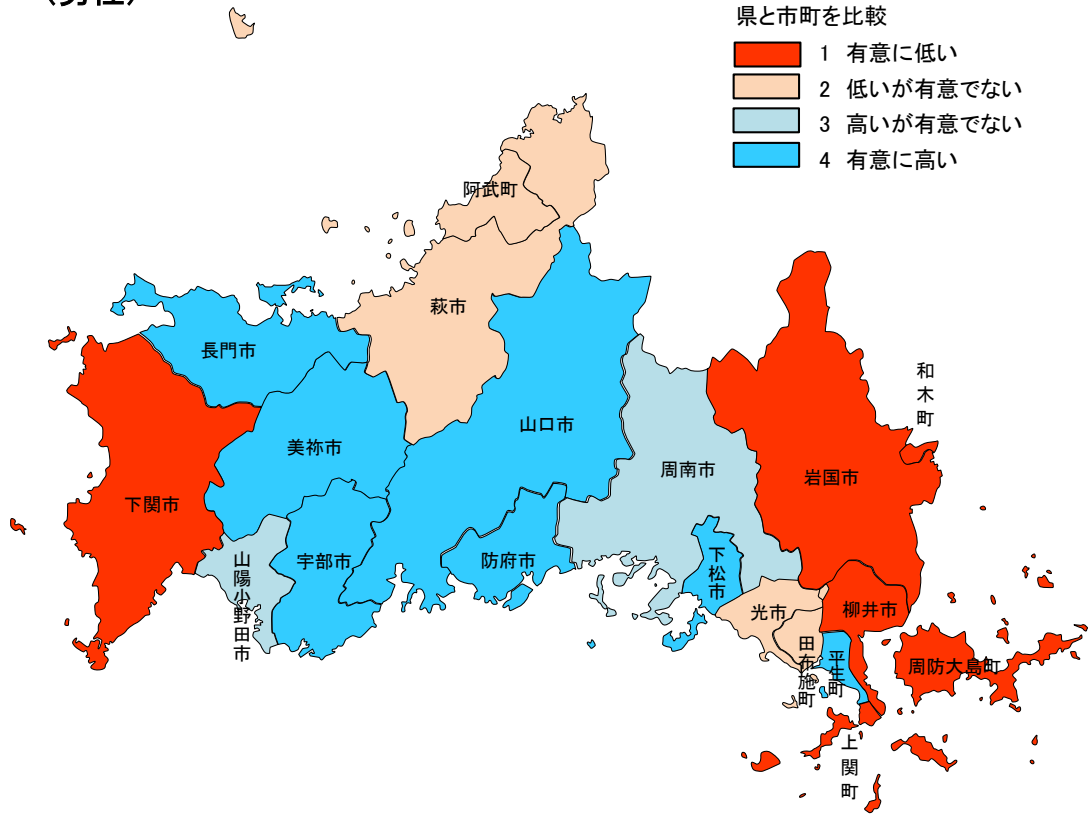 (男性)
県と市町を比較
1 有意に低い
2 低いが有意でない
3 高いが有意でない
4 有意に高い
阿武町
萩市
長門市
和木町
山口市
美祢市
周南市
岩国市
下関市
宇部市
防府市
下松市
山陽小野田市
光市
柳井市
田布施町
平生町
周防大島町
上関町